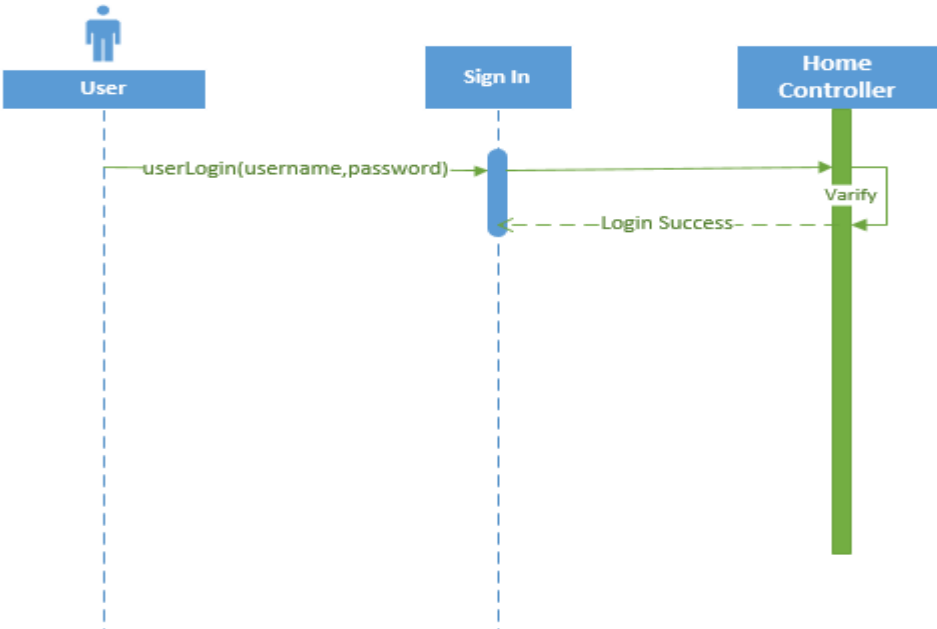 User
Sign In
Home
Controller
userLogin(username,password)
Varify
Login Success